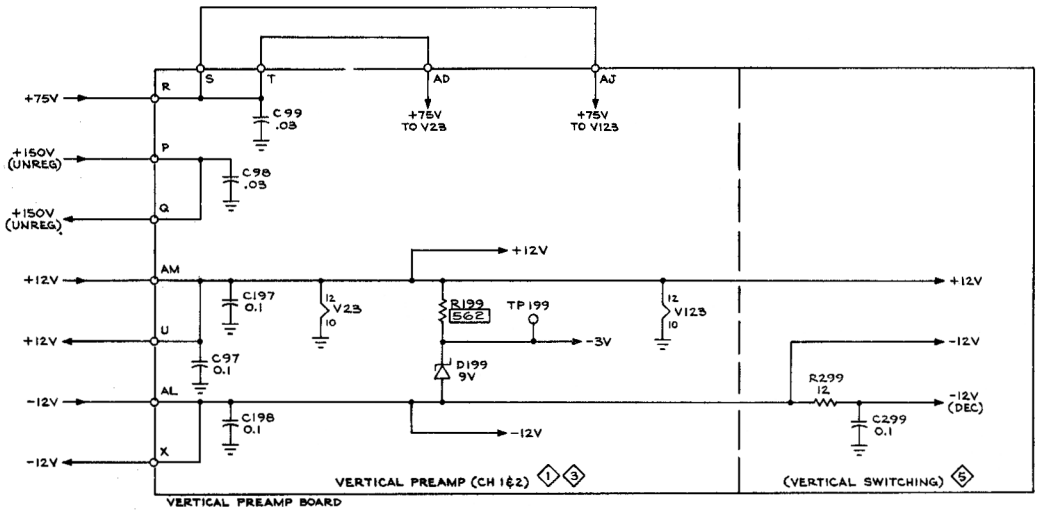 S
T
AD
AJ
R
+75V
C99
.03
+75V
TO V23
+75V
TO V123
+150V
(UNREG)
P
C98
.03
Q
+150V
(UNREG).
+12V
AM
+12V
+12V
C197
0.1
12
V23
10
R199
562
TP 199
12
V123
10
U
+12V
-3V
-12V
C97
0.1
D199
9V
AL
-12V
R299
12
-12V
(DEC)
C198
0.1
-12V
C299
0.1
X
-12V
VERTICAL PREAMP (CH 1&2) 1 3
(VERTICAL SWITCHING) 5
VERTICAL PREAMP BOARD